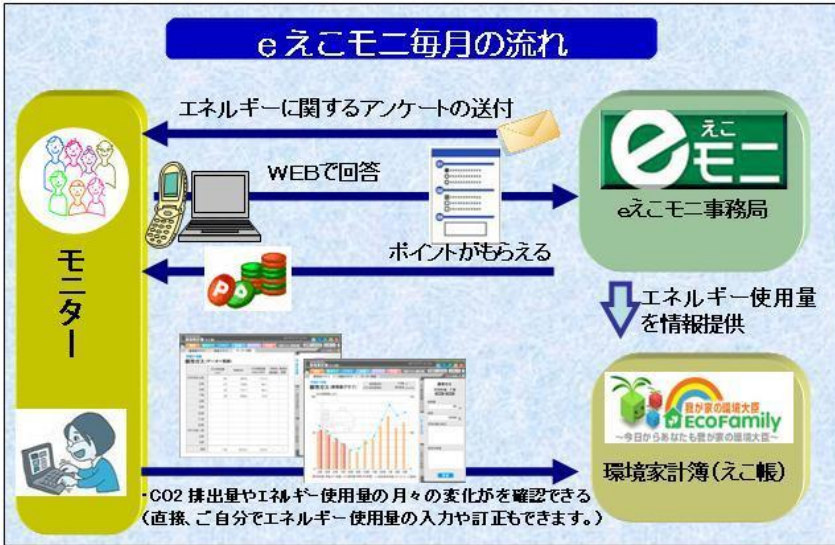 eえこモニ毎月の流れ
エネルギーに関するアンケートの送付
WEBで回答
ポイントがもらえる
モニター
えこ
eモニ
eえこモニ事務局
エネルギー使用量
を情報提供
我が家の環境大臣
EcoFamily
～今日からあなたも我が家の環境大臣～
環境家計簿(えこ帳)
・CO2 排出量やエネルギー使用量の月々の変化がを確認できる
(直接、ご自分でエネルギー使用量の入力や訂正もできます。)